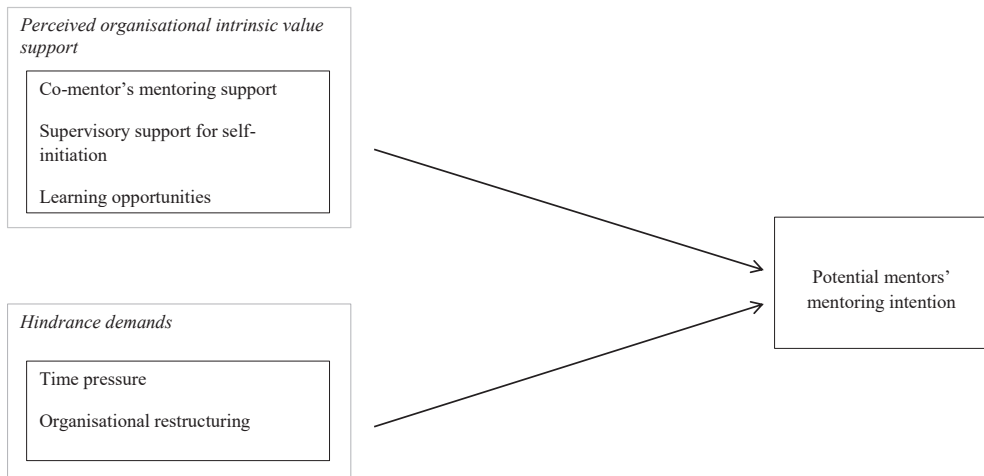 Perceived organisational intrinsic value
support
Co-mentor’s mentoring support
Supervisory support for self-
initiation
Learning opportunities
Potential mentors’
mentoring intention
Hindrance demands
Time pressure
Organisational restructuring